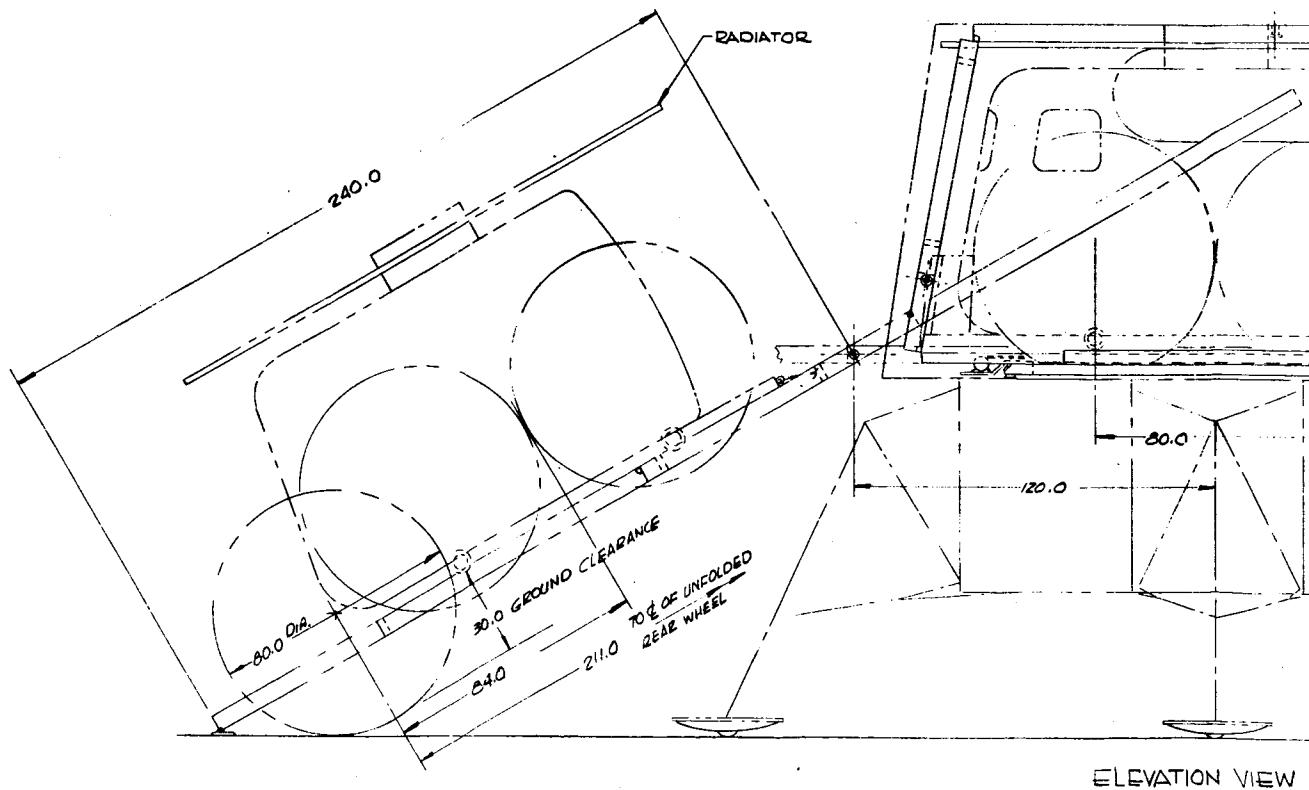 RADIATOR
240.0
3"
80.0
120.0
80.0 DIA.
30.0 GROUND CLEARANCE
84.0
211.0 TO ℄ OF UNFOLDED
REAR WHEEL
ELEVATION VIEW